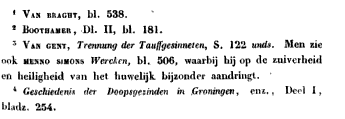 ¹ VAN BRAGHT, bl. 538.
² BOOTHAMER, Dl. II, bl. 181.
³ VAN GENT, Trennung der Tauffgesinneten, S. 122 unds. Men zie
ook MENNO SIMONS Wercken, bl. 506, waarbij hij op de zuiverheid
en heiligheid van het huwelijk bijzonder aandringt.
⁴ Geschiedenis der Doopsgezinden in Groningen, enz., Deel I,
bladz. 254.